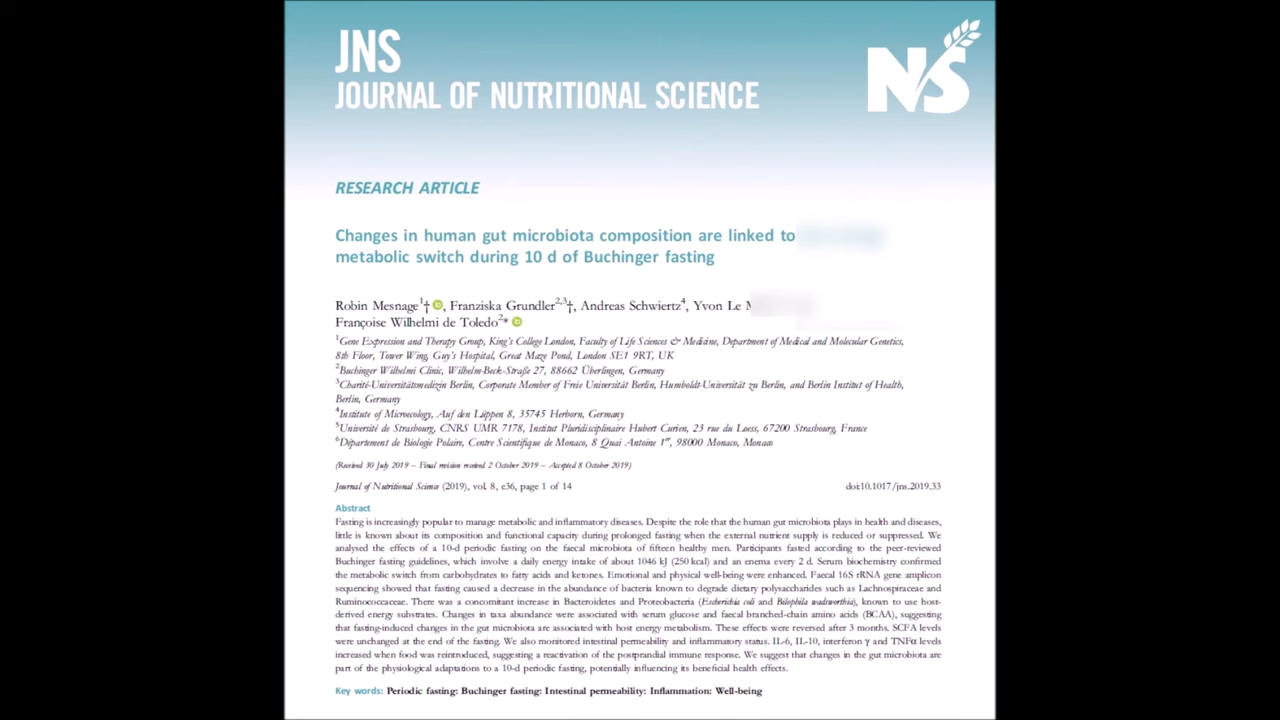 JNS
JOURNAL OF NUTRITIONAL SCIENCE
NS
RESEARCH ARTICLE
Changes in human gut microbiota composition are linked to
metabolic switch during 10 d of Buchinger fasting
Robin Mesnage1†, Franziska Grundler2,3†, Andreas Schwiertz4, Yvon Le
Françoise Wilhelmi de Toledo2*
1Gene Expression and Therapy Group, King's College London, Faculty of Life Sciences & Medicine, Department of Medical and Molecular Genetics,
8th Floor, Tower Wing, Guy's Hospital, Great Maze Pond, London SE1 9RT, UK
2Buchinger Wilhelmi Clinic, Wilhelm-Beck-Straße 27, 88662 Überlingen, Germany
3Charité-Universitätsmedizin Berlin, Corporate Member of Freie Universität Berlin, Humboldt-Universität zu Berlin, and Berlin Institut of Health,
Berlin, Germany
4Institute of Microecology, Auf den Lüppen 8, 35745 Herborn, Germany
5Université de Strasbourg, CNRS UMR 7178, Institut Pluridisciplinaire Hubert Curien, 23 rue du Loess, 67200 Strasbourg, France
6Département de Biologie Polaire, Centre Scientifique de Monaco, 8 Quai Antoine 1er, 98000 Monaco, Monaco
(Received 30 July 2019 – Final revision received 2 October 2019 – Accepted 8 October 2019)
Journal of Nutritional Science (2019), vol. 8, e36, page 1 of 14 doi:10.1017/jns.2019.33
Abstract
Fasting is increasingly popular to manage metabolic and inflammatory diseases. Despite the role that the human gut microbiota plays in health and diseases,
little is known about its composition and functional capacity during prolonged fasting when the external nutrient supply is reduced or suppressed. We
analysed the effects of a 10-d periodic fasting on the faecal microbiota of fifteen healthy men. Participants fasted according to the peer-reviewed
Buchinger fasting guidelines, which involve a daily energy intake of about 1046 kJ (250 kcal) and an enema every 2 d. Serum biochemistry confirmed
the metabolic switch from carbohydrates to fatty acids and ketones. Emotional and physical well-being were enhanced. Faecal 16S rRNA gene amplicon
sequencing showed that fasting caused a decrease in the abundance of bacteria known to degrade dietary polysaccharides such as Lachnospiraceae and
Ruminococcaceae. There was a concomitant increase in Bacteroidetes and Proteobacteria (Escherichia coli and Bilophila wadsworthia), known to use host-
derived energy substrates. Changes in taxa abundance were associated with serum glucose and faecal branched-chain amino acids (BCAA), suggesting
that fasting-induced changes in the gut microbiota are associated with host energy metabolism. These effects were reversed after 3 months. SCFA levels
were unchanged at the end of the fasting. We also monitored intestinal permeability and inflammatory status. IL-6, IL-10, interferon γ and TNFα levels
increased when food was reintroduced, suggesting a reactivation of the postprandial immune response. We suggest that changes in the gut microbiota are
part of the physiological adaptations to a 10-d periodic fasting, potentially influencing its beneficial health effects.
Key words: Periodic fasting: Buchinger fasting: Intestinal permeability: Inflammation: Well-being